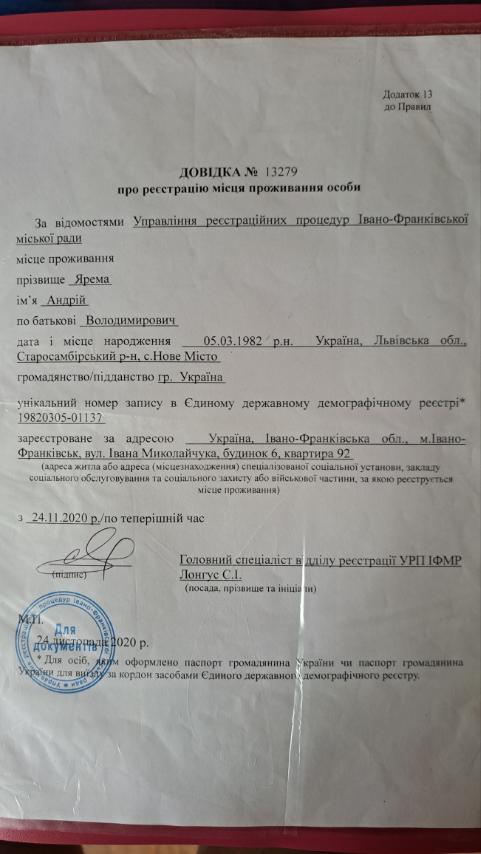 Додаток 13
до Правил
ДОВІДКА № 13279
про реєстрацію місця проживання особи
За відомостями Управління реєстраційних процедур Івано-Франківської
міської ради
місце проживання
прізвище Ярема
ім'я Андрій
по батькові Володимирович
дата і місце народження 05.03.1982 р.н. Україна, Львівська обл.,
Старосамбірський р-н, с.Нове Місто
громадянство/підданство гр. Україна
унікальний номер запису в Єдиному державному демографічному реєстрі*
19820305-01137
зареєстроване за адресою Україна, Івано-Франківська обл., м.Івано-
Франківськ, вул. Івана Миколайчука, будинок 6, квартира 92
(адреса житла або адреса (місцезнаходження) спеціалізованої соціальної установи, закладу
соціального обслуговування та соціального захисту або військової частини, за якою реєструється
місце проживання)
з 24.11.2020 р./по теперішній час
Головний спеціаліст відділу реєстрації УРП ІФМР
Лонгус С.І.
(підпис)
(посада, прізвище та ініціали)
М.П.
Для
документів
24 листопада 2020 р.
* Для осіб, яким оформлено паспорт громадянина України чи паспорт громадянина
України для виїзду за кордон засобами Єдиного державного демографічного реєстру.